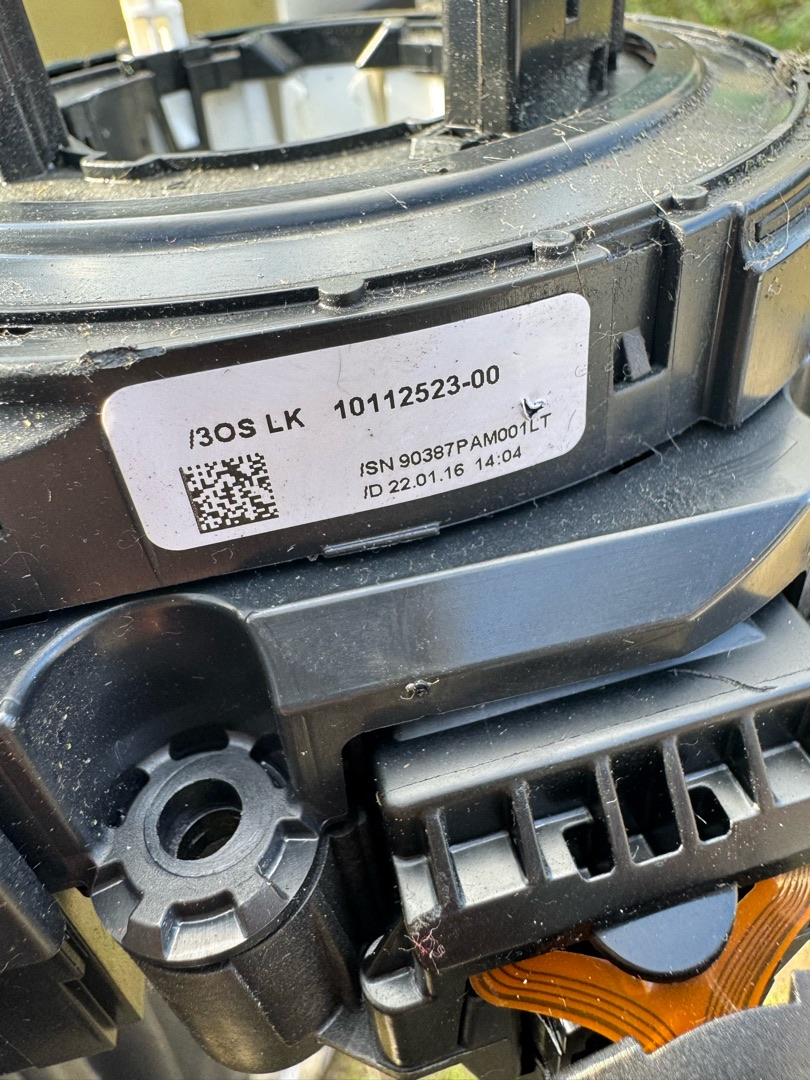 /3OS LK 10112523-00
/SN 90387PAM001LT
/D 22.01.16 14:04